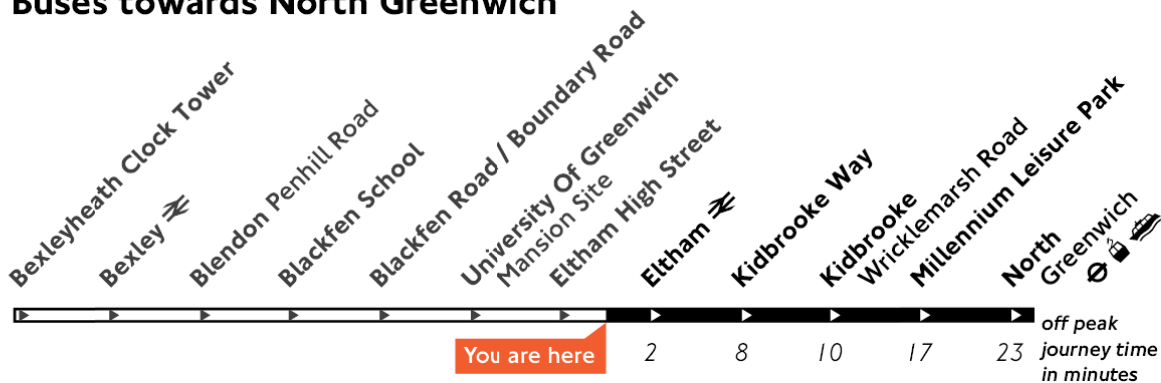 Buses towards North Greenwich
Bexleyheath Clock Tower
Bexley
Blendon Penhill Road
Blackfen School
Blackfen Road / Boundary Road
University Of Greenwich
Mansion Site
Eltham High Street
Eltham
Kidbrooke Way
Kidbrooke
Wricklemarsh Road
Millennium Leisure Park
North
Greenwich
You are here
2
8
10
17
23
off peak
journey time
in minutes